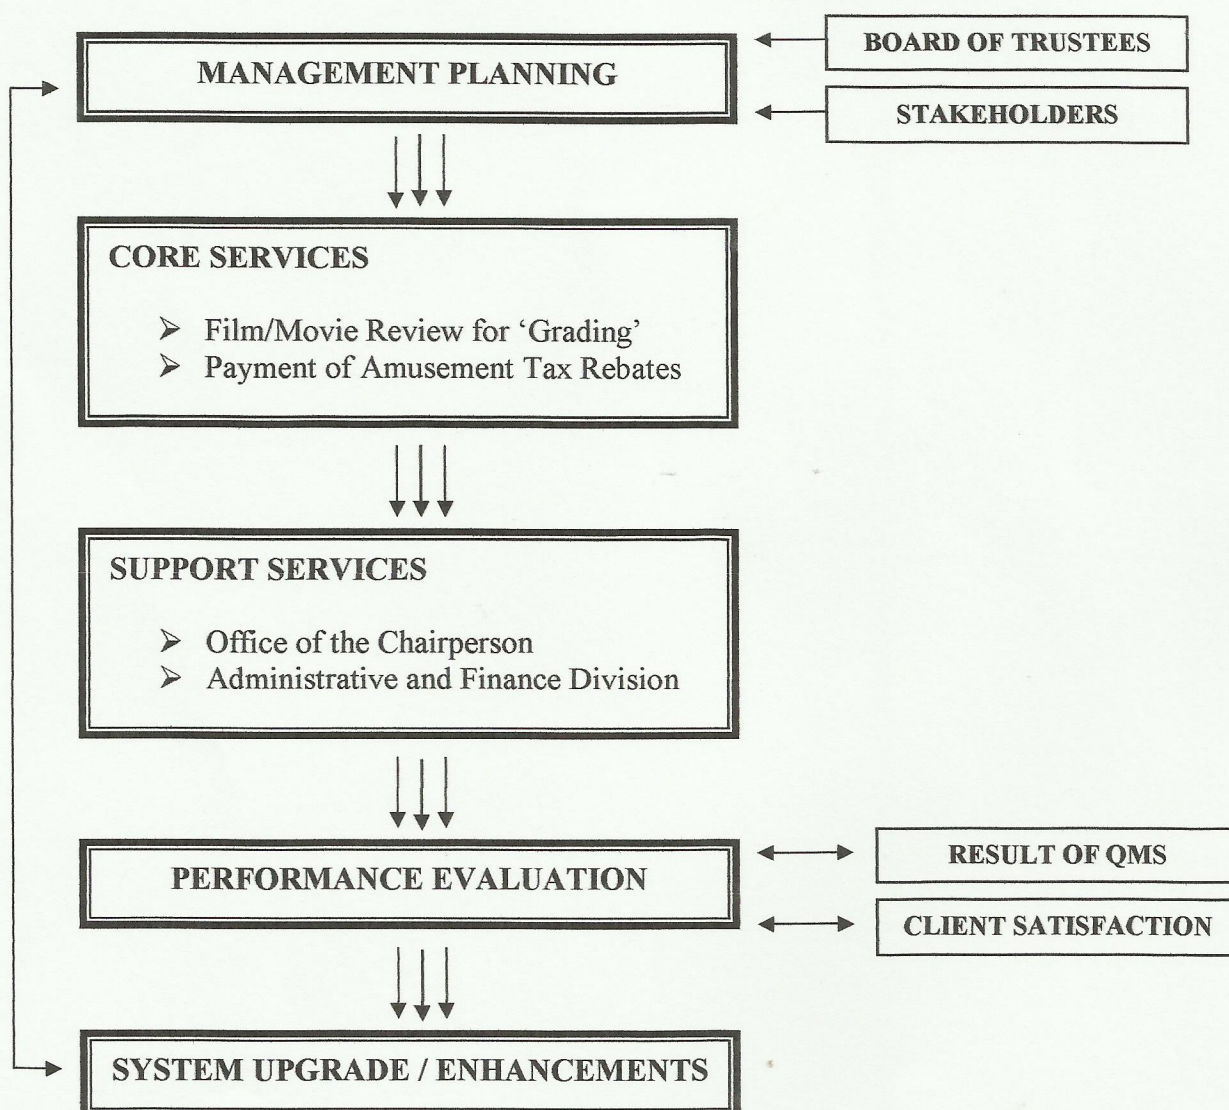 MANAGEMENT PLANNING
BOARD OF TRUSTEES
STAKEHOLDERS
CORE SERVICES
➢ Film/Movie Review for ‘Grading’
➢ Payment of Amusement Tax Rebates
SUPPORT SERVICES
➢ Office of the Chairperson
➢ Administrative and Finance Division
PERFORMANCE EVALUATION
RESULT OF QMS
CLIENT SATISFACTION
SYSTEM UPGRADE / ENHANCEMENTS